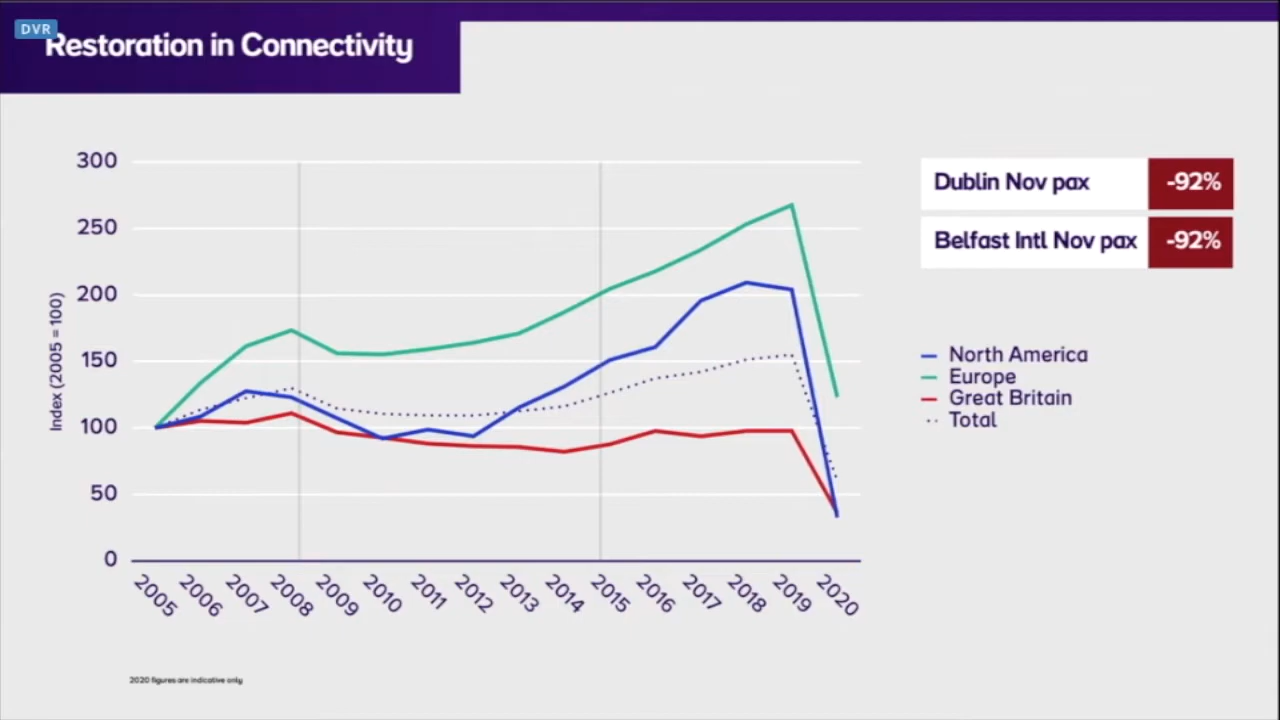 DVR
Restoration in Connectivity
300
250
200
150
100
50
0
Index (2005 = 100)
2005 2006 2007 2008 2009 2010 2011 2012 2013 2014 2015 2016 2017 2018 2019 2020
Dublin Nov pax -92%
Belfast Intl Nov pax -92%
North America
Europe
Great Britain
Total
2020 figures are indicative only